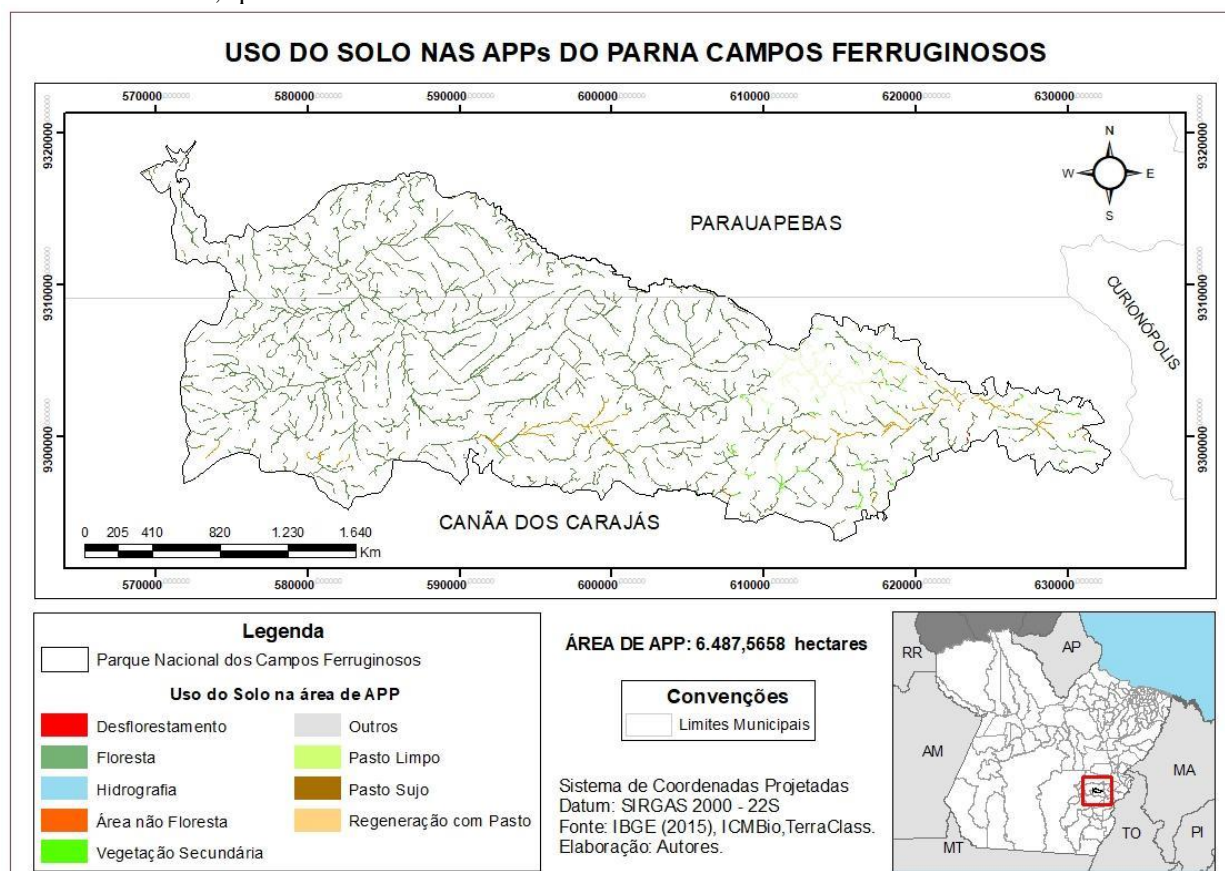 USO DO SOLO NAS APPs DO PARNA CAMPOS FERRUGINOSOS
570000 580000 590000 600000 610000 620000 630000
9320000 9320000
N
W E
S
PARAUAPEBAS
9310000 9310000
CURIONÓPOLIS
9300000 9300000
CANÃA DOS CARAJÁS
0 205 410 820 1.230 1.640
Km
570000 580000 590000 600000 610000 620000 630000
Legenda
Parque Nacional dos Campos Ferruginosos
Uso do Solo na área de APP
Desflorestamento
Floresta
Hidrografia
Área não Floresta
Vegetação Secundária
Outros
Pasto Limpo
Pasto Sujo
Regeneração com Pasto
ÁREA DE APP: 6.487,5658 hectares
Convenções
Limites Municipais
Sistema de Coordenadas Projetadas
Datum: SIRGAS 2000 - 22S
Fonte: IBGE (2015), ICMBio,TerraClass.
Elaboração: Autores.
RR
AP
AM
MA
TO
PI
MT